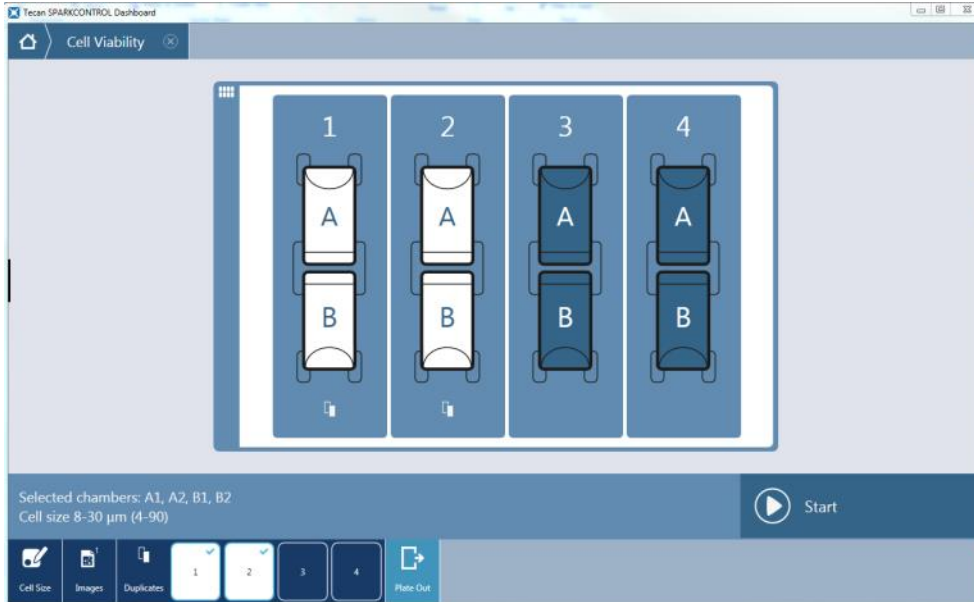 Tecan SPARKCONTROL Dashboard
Cell Viability
1 2 3 4
A A A A
B B B B
Selected chambers: A1, A2, B1, B2
Cell size 8-30 μm (4-90)
Start
1
1 2 3 4
Cell Size Images Duplicates Plate Out